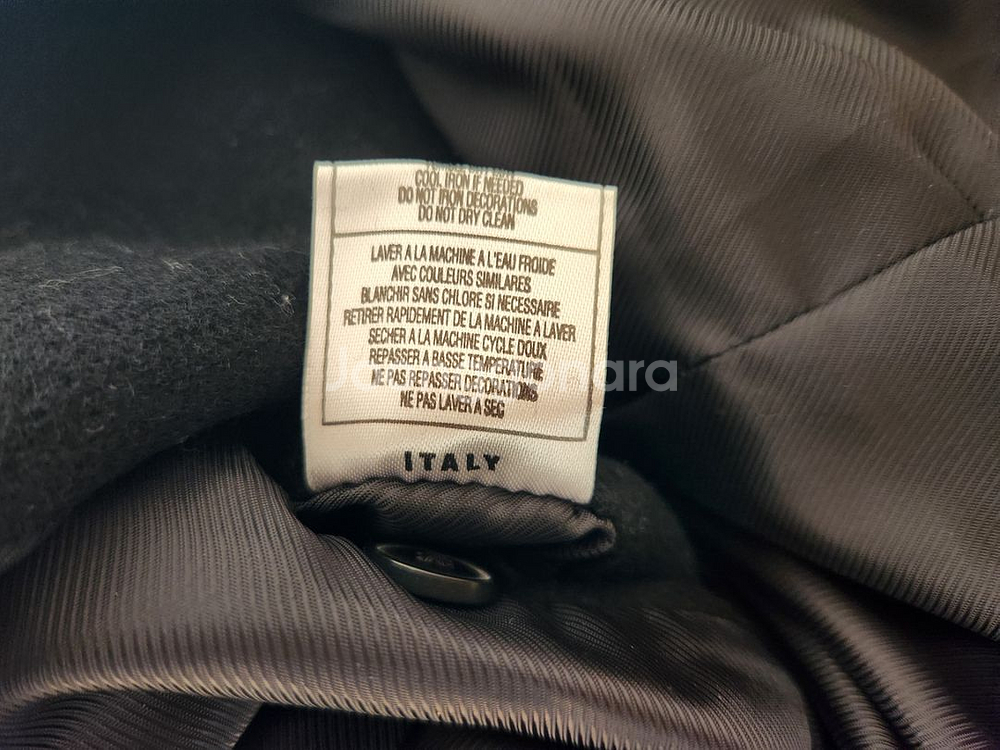 COOL IRON IF NEEDED
DO NOT IRON DECORATIONS
DO NOT DRY CLEAN
LAVER A LA MACHINE A L'EAU FROIDE
AVEC COULEURS SIMILARES
BLANCHIR SANS CHLORE SI NECESSAIRE
RETIRER RAPIDEMENT DE LA MACHINE A LAVER
SECHER A LA MACHINE CYCLE DOUX
REPASSER A BASSE TEMPERATURE
NE PAS REPASSER DECORATIONS
NE PAS LAVER A SEC
ITALY